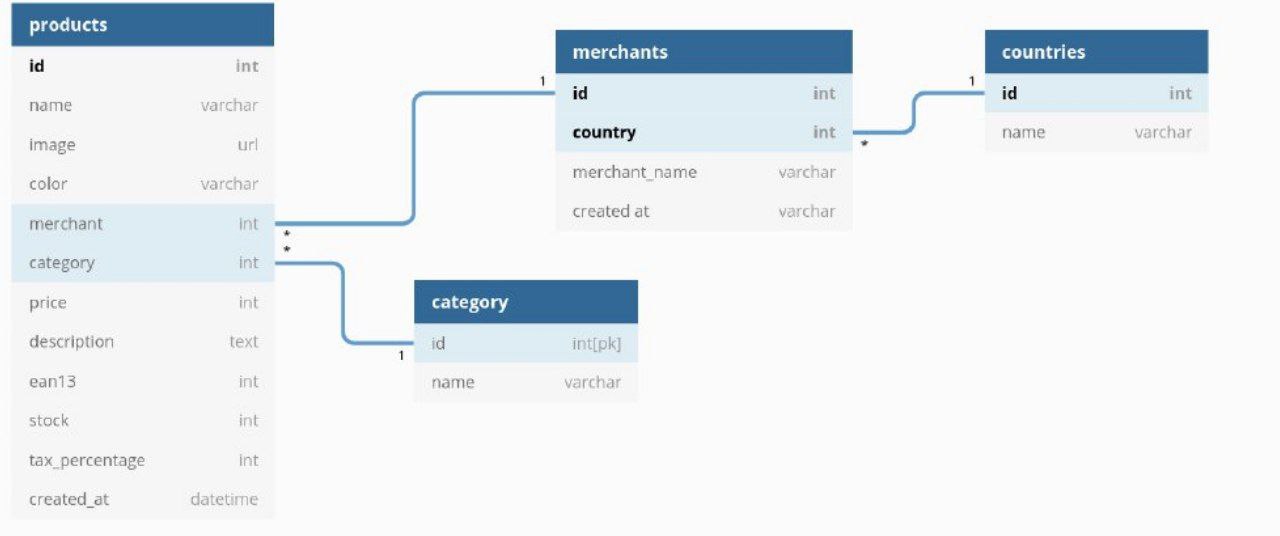 products
id int
name varchar
image url
color varchar
merchant int
category int
price int
description text
ean13 int
stock int
tax_percentage int
created_at datetime
*
*
1
merchants
id int
country int
merchant_name varchar
created at varchar
*
1
countries
id int
name varchar
1
category
id int[pk]
name varchar